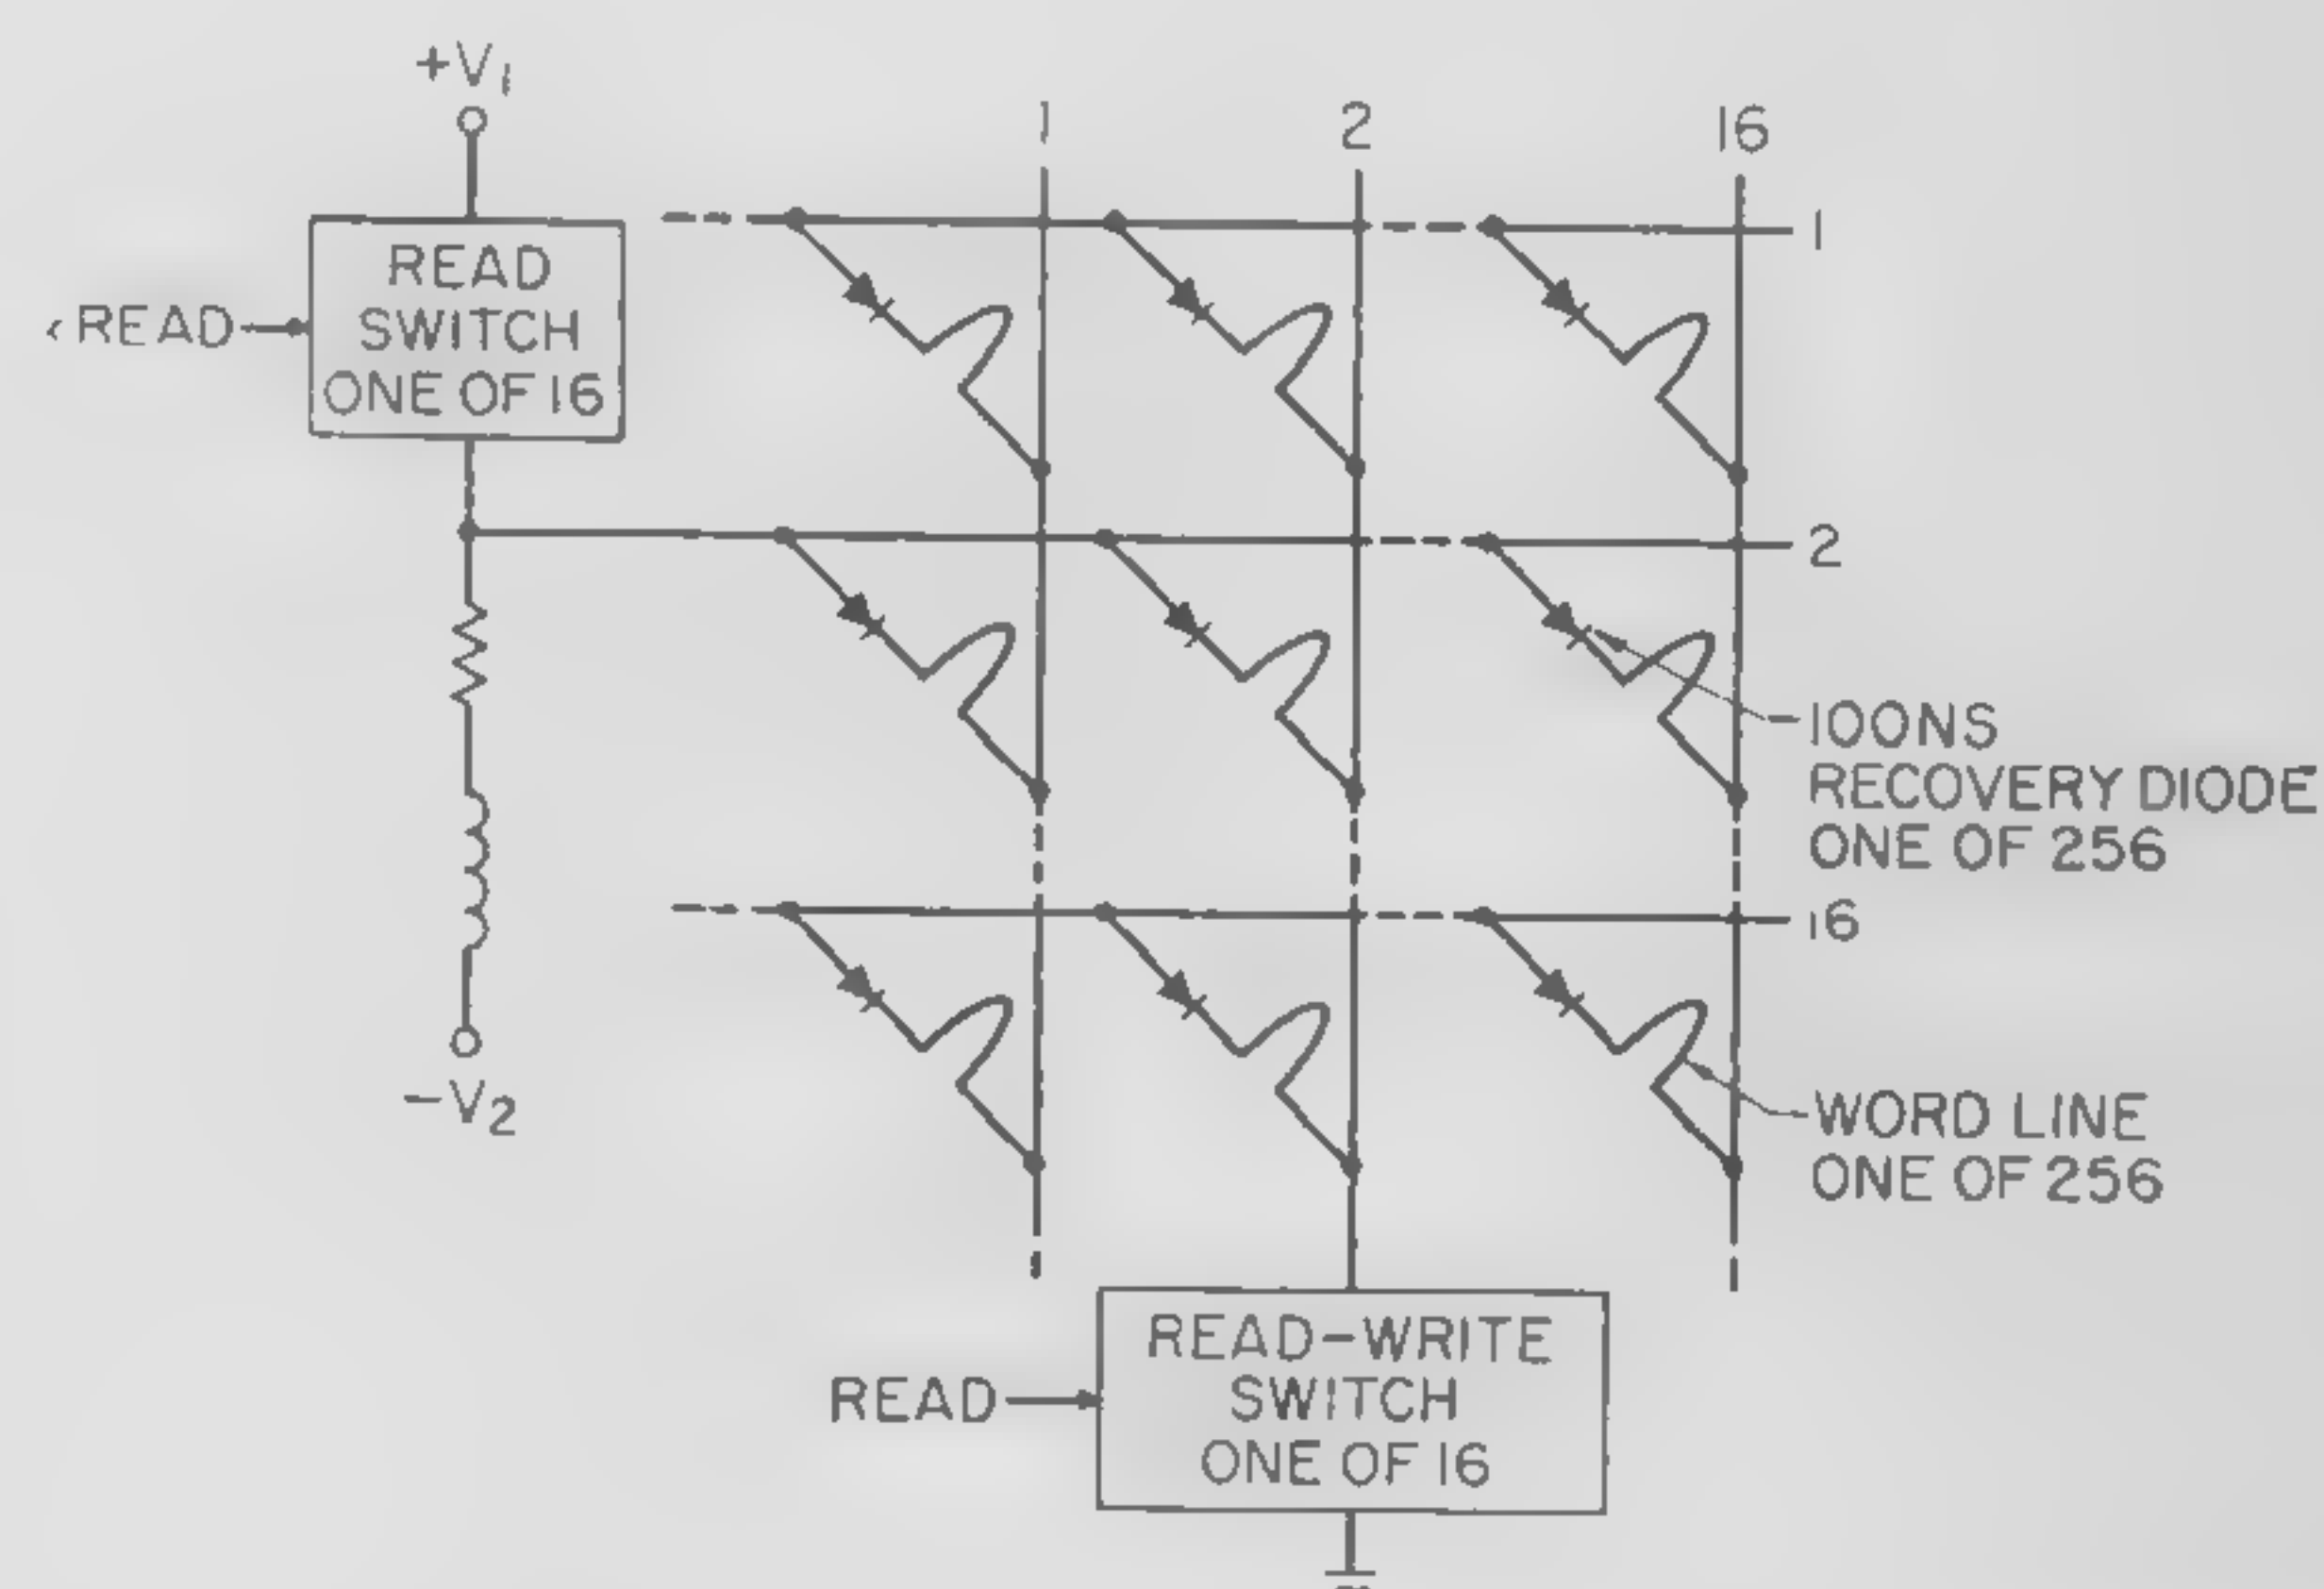 +V1
1
2
16
READ
SWITCH
ONE OF 16
READ
1
2
100NS
RECOVERY DIODE
ONE OF 256
16
-V2
WORD LINE
ONE OF 256
READ
READ-WRITE
SWITCH
ONE OF 16